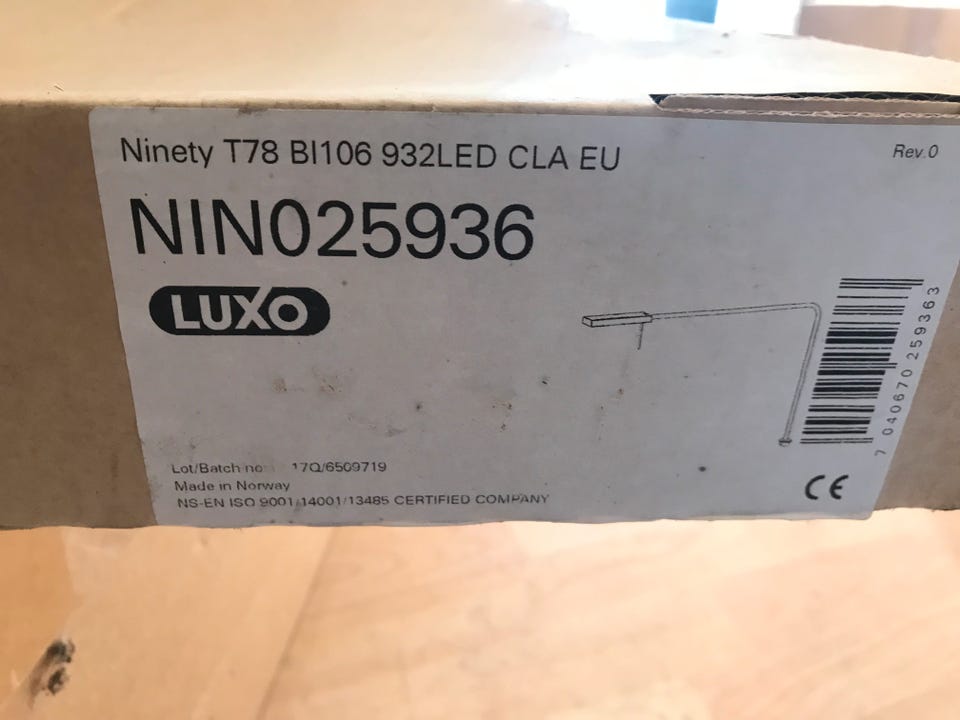 Ninety T78 BI106 932LED CLA EU
Rev.0
NIN025936
LUXO
7 040670 259363
Lot/Batch no: 17Q/6509719
Made in Norway
NS-EN ISO 9001/14001/13485 CERTIFIED COMPANY
CE